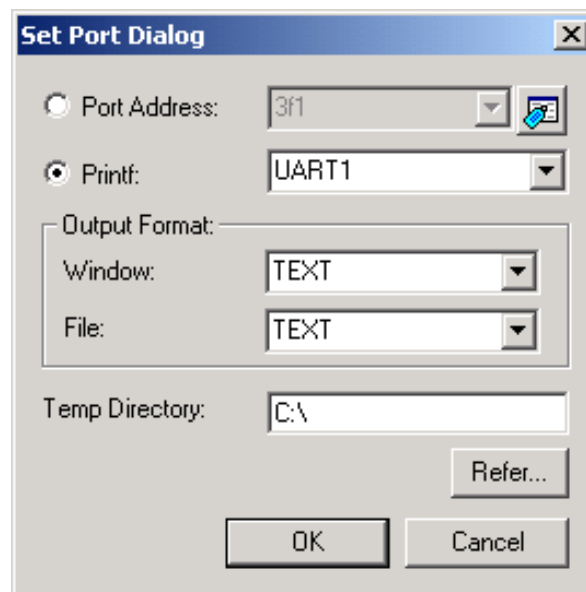 Set Port Dialog
Port Address: 3f1
Printf: UART1
Output Format:
Window: TEXT
File: TEXT
Temp Directory: C:\
Refer...
OK Cancel